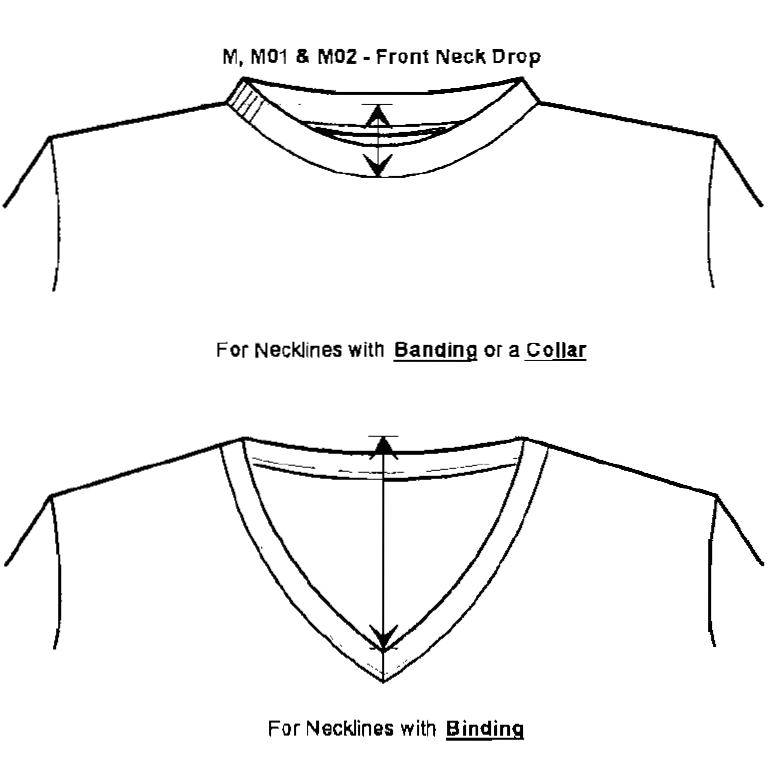 M, M01 & M02 - Front Neck Drop
For Necklines with Banding or a Collar
For Necklines with Binding